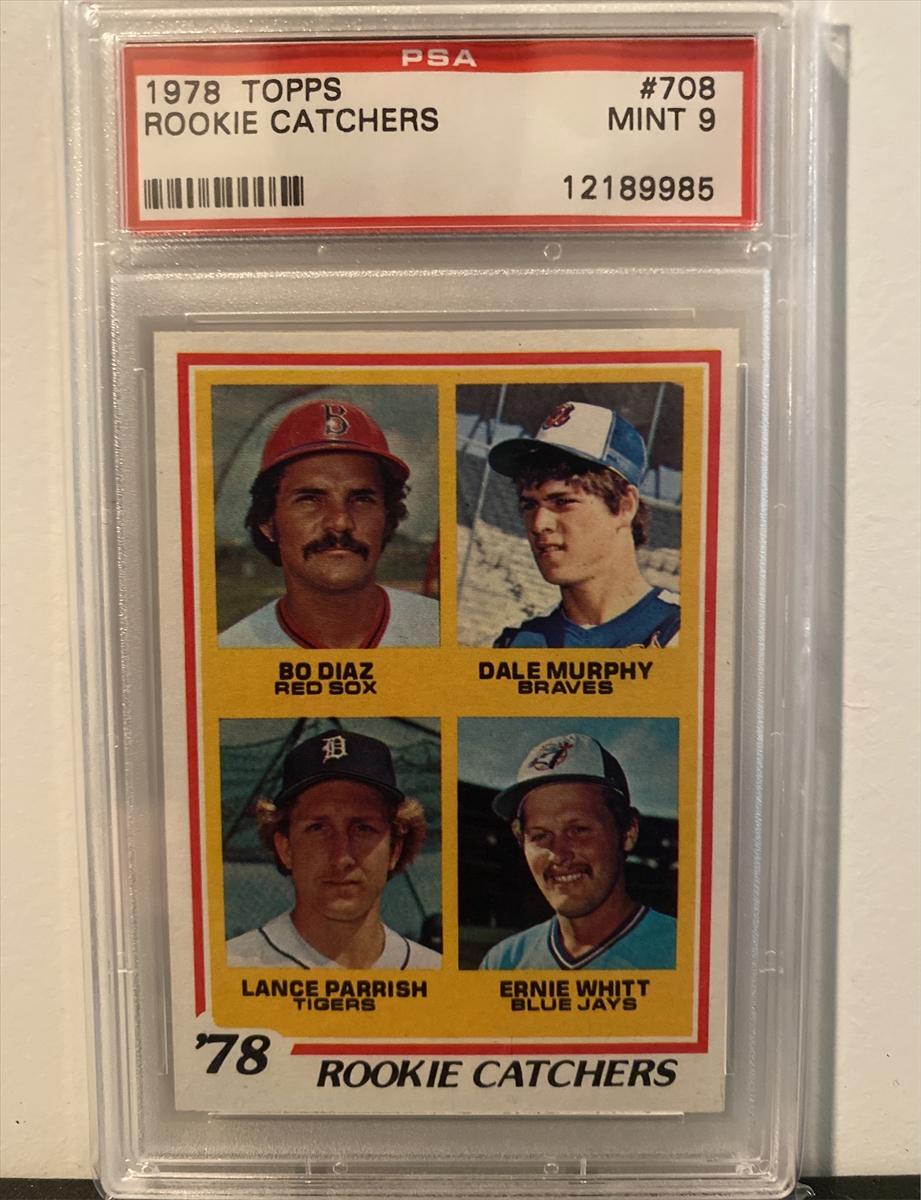 PSA
1978 TOPPS #708
ROOKIE CATCHERS MINT 9
12189985
B
BO DIAZ
RED SOX
DALE MURPHY
BRAVES
D
LANCE PARRISH
TIGERS
ERNIE WHITT
BLUE JAYS
'78
ROOKIE CATCHERS